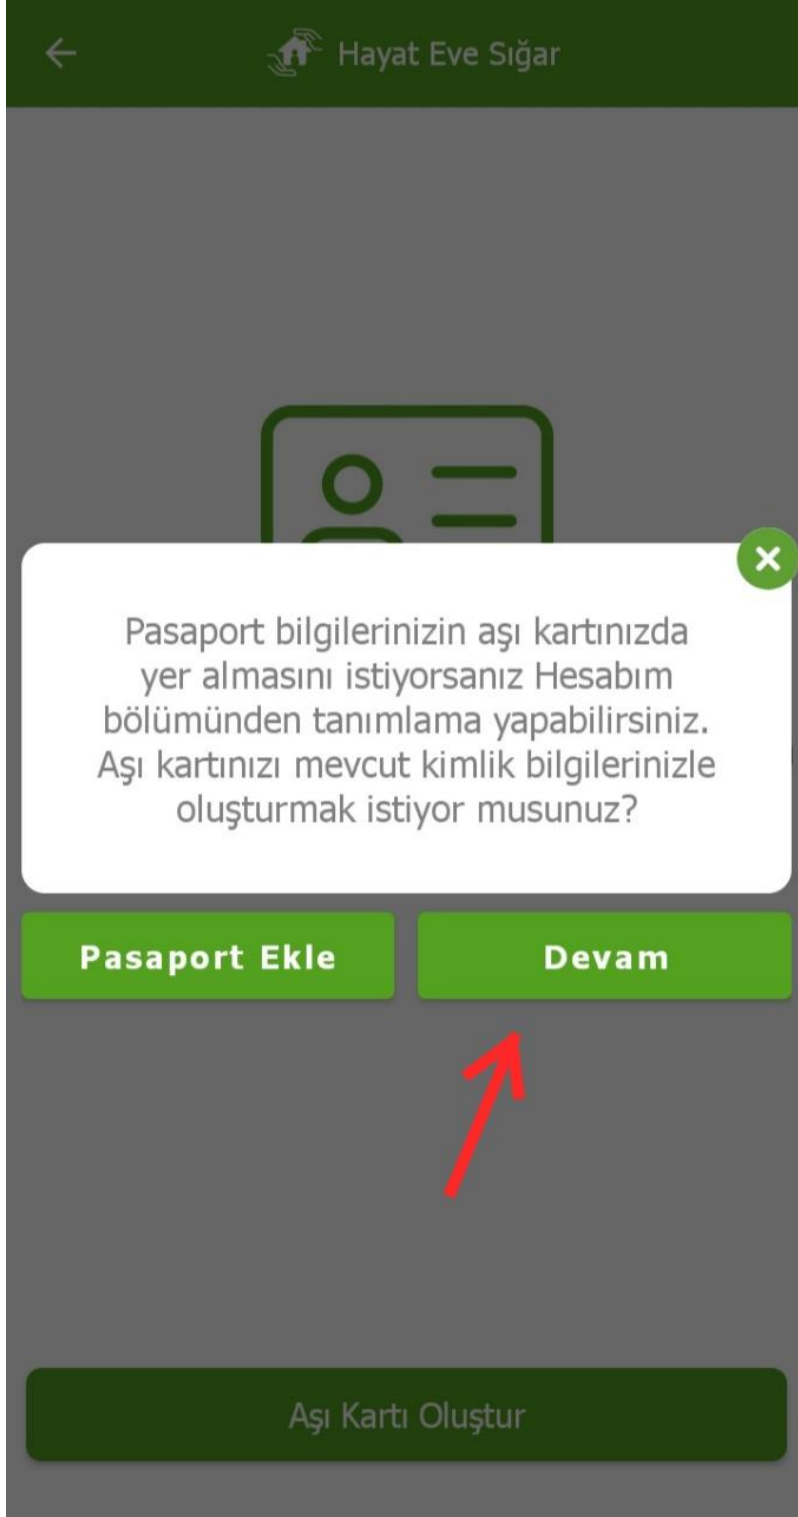 Hayat Eve Sığar
Pasaport bilgilerinizin aşı kartınızda
yer almasını istiyorsanız Hesabım
bölümünden tanımlama yapabilirsiniz.
Aşı kartınızı mevcut kimlik bilgilerinizle
oluşturmak istiyor musunuz?
Pasaport Ekle
Devam
Aşı Kartı Oluştur